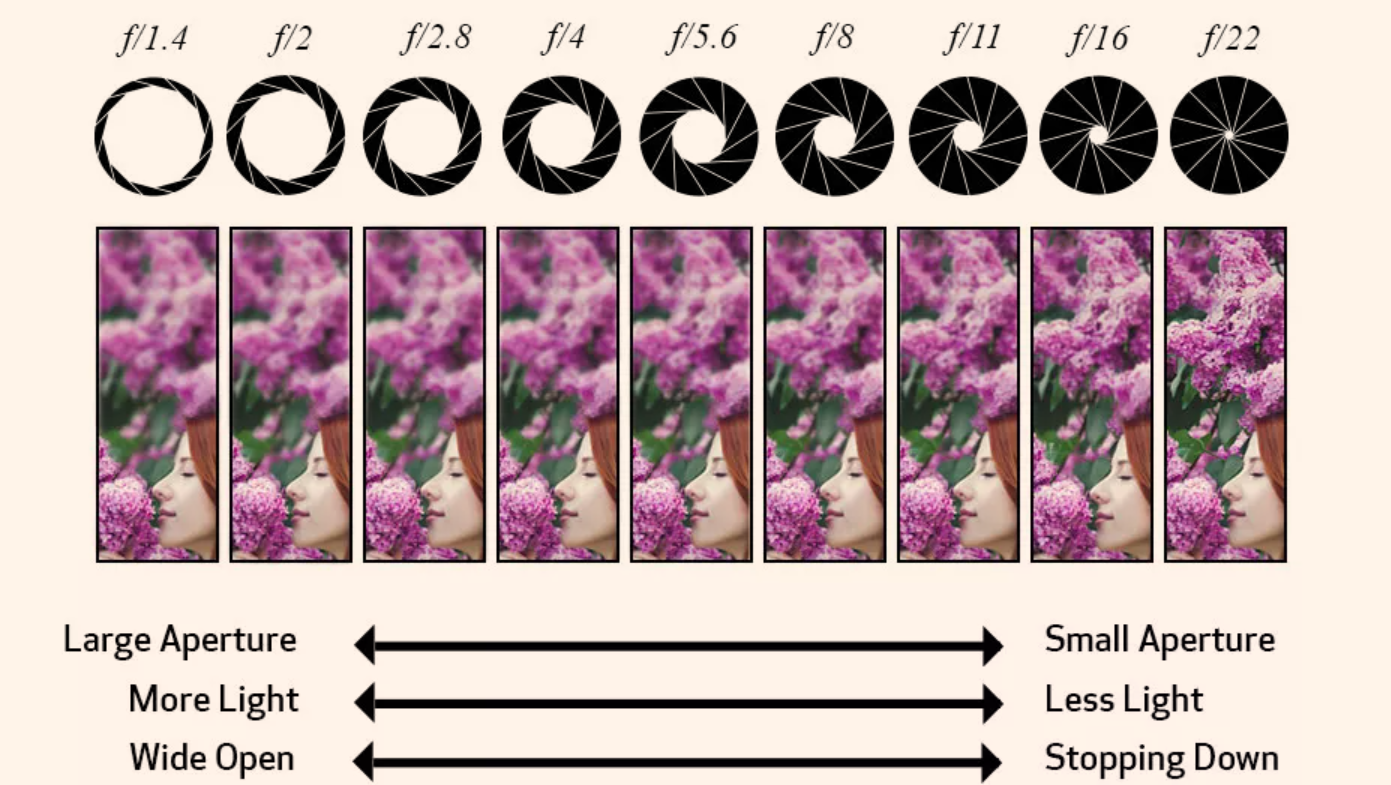 f/1.4 f/2 f/2.8 f/4 f/5.6 f/8 f/11 f/16 f/22
Large Aperture Small Aperture
More Light Less Light
Wide Open Stopping Down